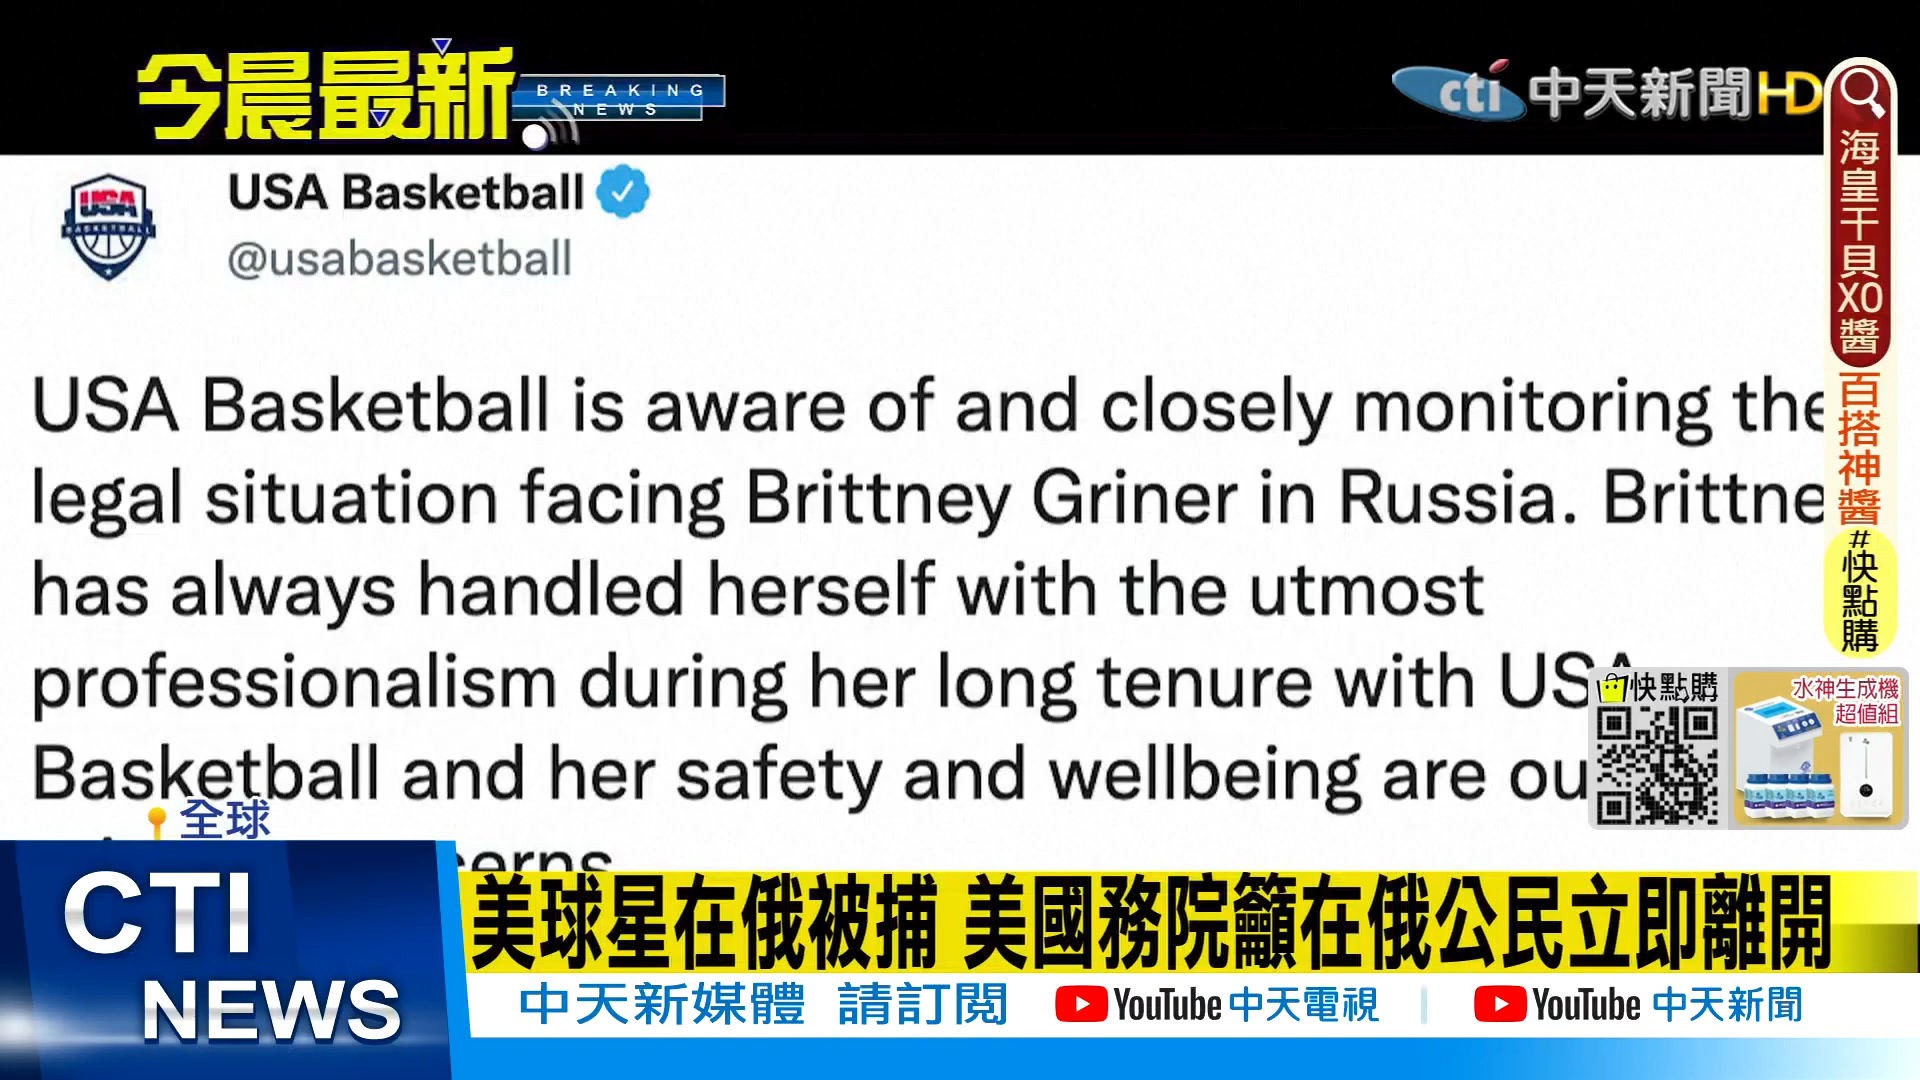 今晨最新
BREAKING
NEWS
cti 中天新聞HD
USA
BASKETBALL
USA Basketball
@usabasketball
USA Basketball is aware of and closely monitoring the
legal situation facing Brittney Griner in Russia. Brittne
has always handled herself with the utmost
professionalism during her long tenure with USA
Basketball and her safety and wellbeing are ou
海皇干貝XO醬
百搭神醬
#快點購
快點購
水神生成機
超值組
全球
CTI
NEWS
美球星在俄被捕 美國務院籲在俄公民立即離開
中天新媒體 請訂閱 YouTube 中天電視 | YouTube 中天新聞